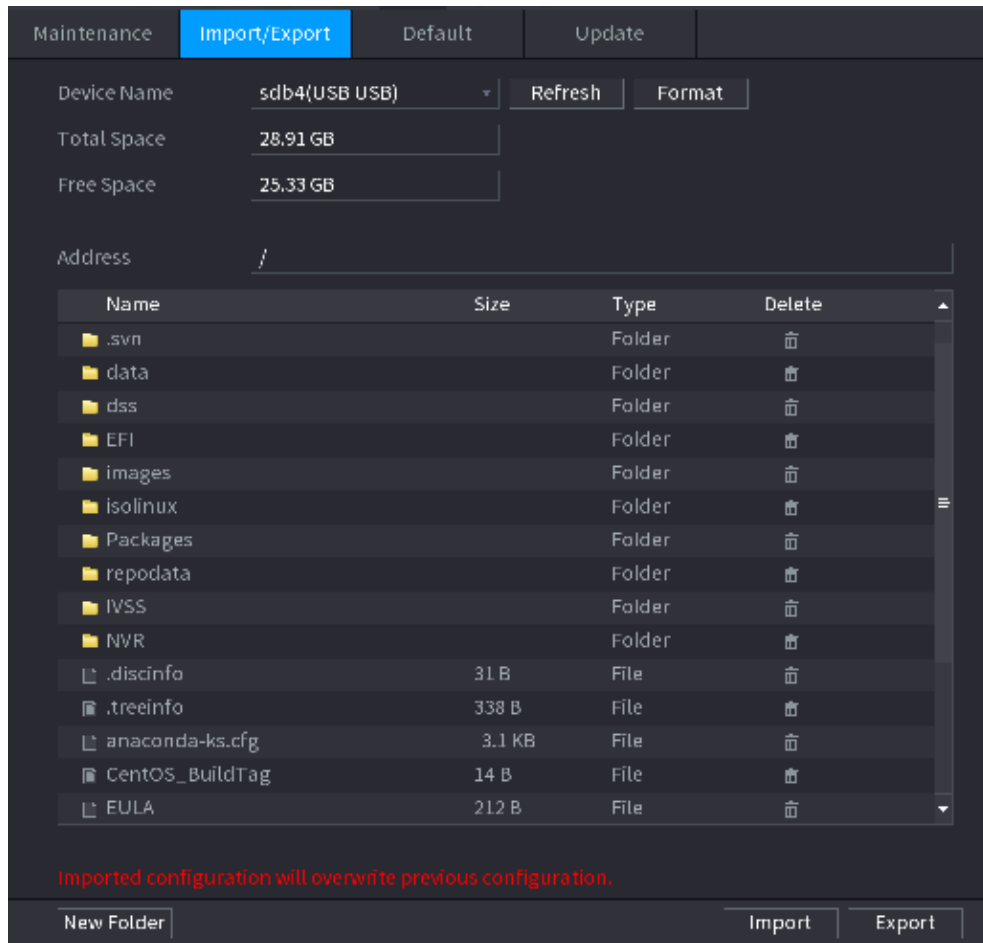 Maintenance Import/Export Default Update
Device Name sdb4(USB USB) Refresh Format
Total Space 28.91 GB
Free Space 25.33 GB
Address /
Name Size Type Delete
.svn Folder
data Folder
dss Folder
EFI Folder
images Folder
isolinux Folder
Packages Folder
repodata Folder
IVSS Folder
NVR Folder
.discinfo 31 B File
.treeinfo 338 B File
anaconda-ks.cfg 3.1 KB File
CentOS_BuildTag 14 B File
EULA 212 B File
Imported configuration will overwrite previous configuration.
New Folder Import Export